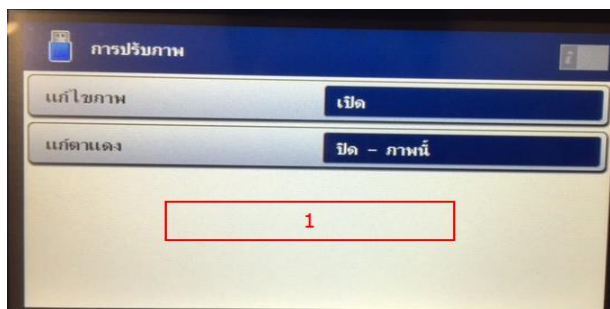 การปรับภาพ
แก้ไขภาพ เปิด
แก้ตาแดง ปิด - ภาพนี้
1